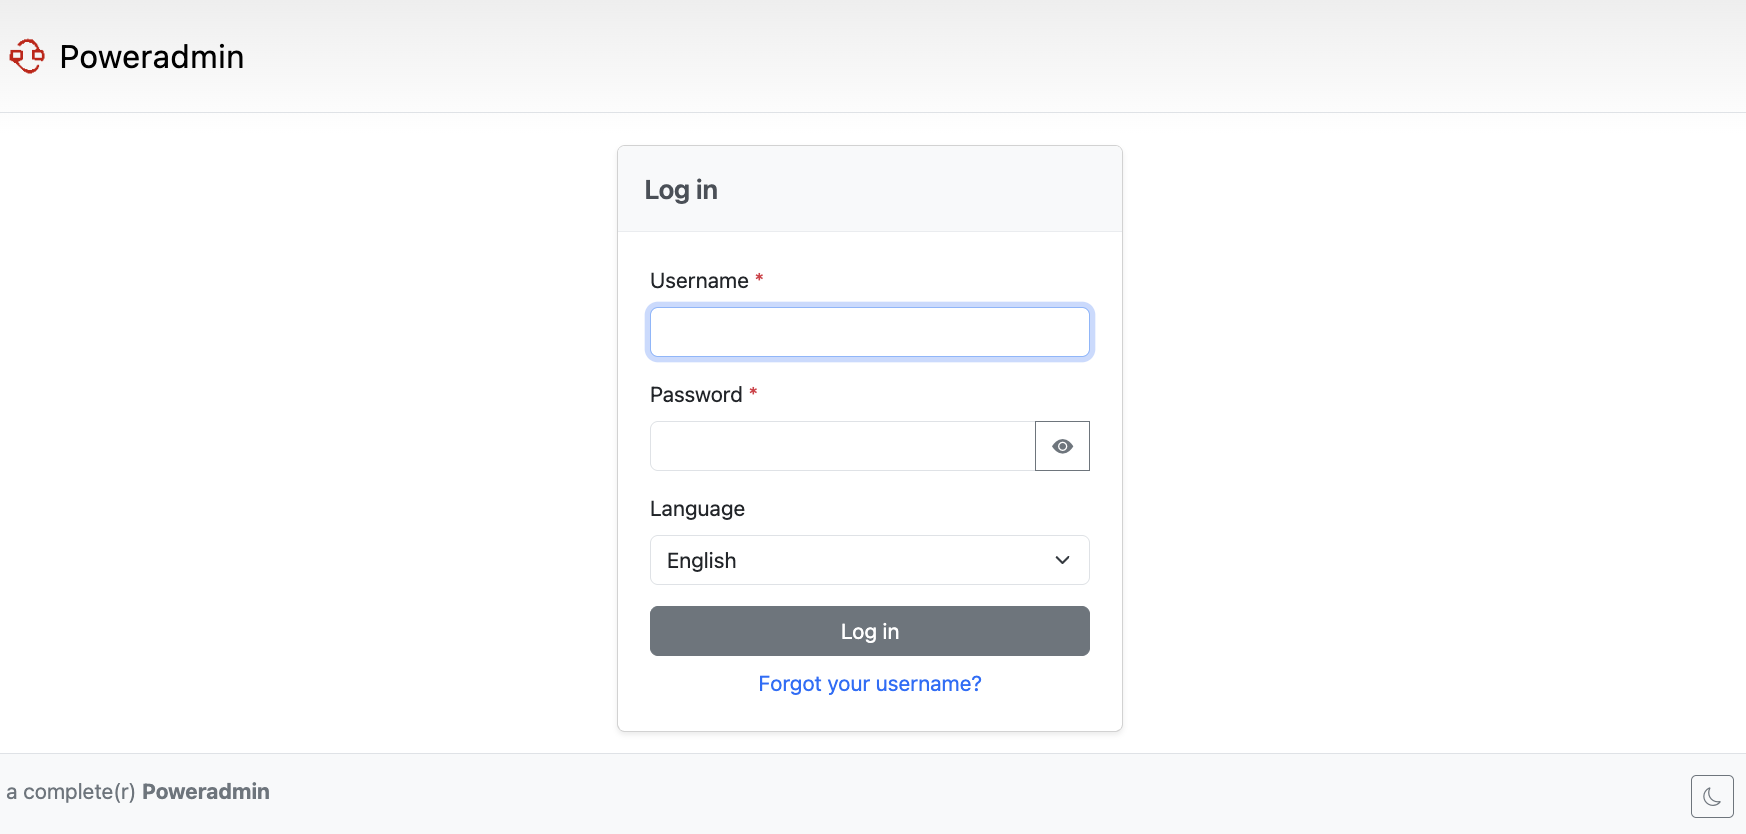 Poweradmin
Log in
Username *
Password *
Language
English
Log in
Forgot your username?
a complete(r) Poweradmin